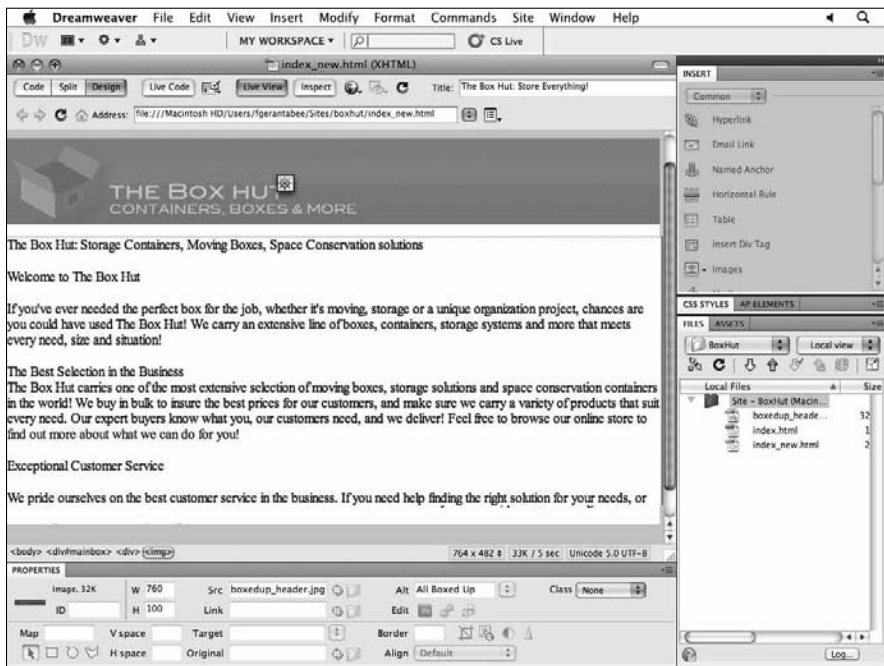 Dreamweaver File Edit View Insert Modify Format Commands Site Window Help
Dw MY WORKSPACE CS Live
index_new.html (XHTML)
Code Split Design Live Code Live View Inspect Title: The Box Hut: Store Everything!
Address: file:///Macintosh HD/Users/fgerantabee/Sites/boxhut/index_new.html
THE BOX HUT
CONTAINERS, BOXES & MORE
The Box Hut: Storage Containers, Moving Boxes, Space Conservation solutions
Welcome to The Box Hut
If you've ever needed the perfect box for the job, whether it's moving, storage or a unique organization project, chances are
you could have used The Box Hut! We carry an extensive line of boxes, containers, storage systems and more that meets
every need, size and situation!
The Best Selection in the Business
The Box Hut carries one of the most extensive selection of moving boxes, storage solutions and space conservation containers
in the world! We buy in bulk to insure the best prices for our customers, and make sure we carry a variety of products that suit
every need. Our expert buyers know what you, our customers need, and we deliver! Feel free to browse our online store to
find out more about what we can do for you!
Exceptional Customer Service
We pride ourselves on the best customer service in the business. If you need help finding the right solution for your needs, or
<body> <div#mainbox> <div> <img> 764 x 482 33K / 5 sec Unicode 5.0 UTF-8
PROPERTIES
Image, 32K W 760 Src boxedup_header.jpg Alt All Boxed Up Class None
ID H 100 Link Edit
Map V space Target Border
H space Original Align Default
INSERT
Common
Hyperlink
Email Link
Named Anchor
Horizontal Rule
Table
Insert Div Tag
Images
CSS STYLES AP ELEMENTS
FILES ASSETS
BoxHut Local view
Local Files Size
Site - BoxHut (Macin...
boxedup_heade... 32
index.html 1
index_new.html 2
Log...